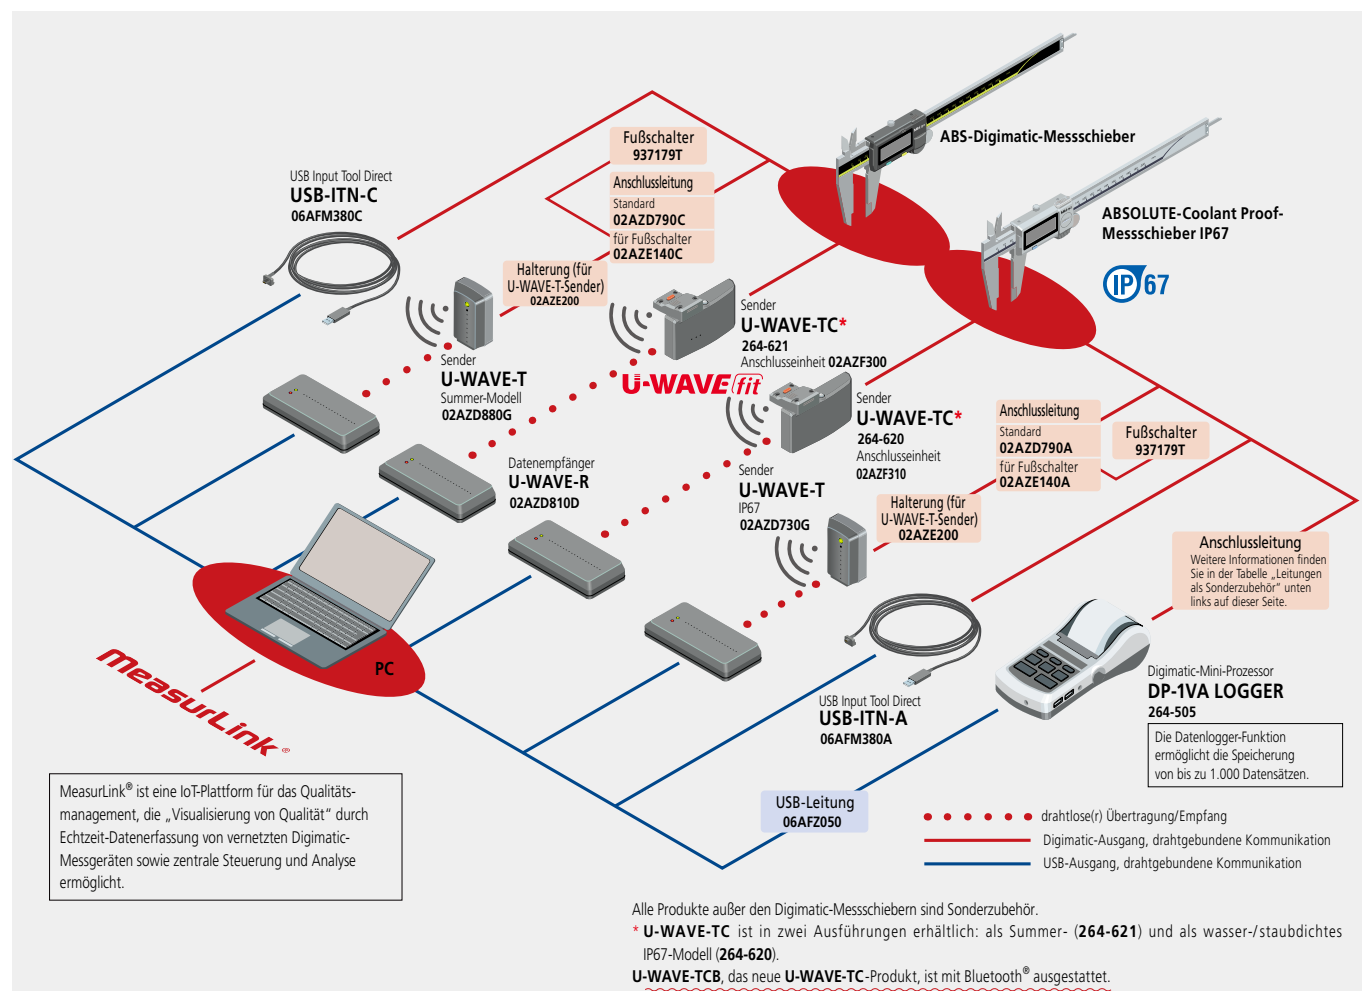 ABS-Digimatic-Messschieber
Fußschalter
937179T
USB Input Tool Direct
USB-ITN-C
06AFM380C
Anschlussleitung
Standard
02AZD790C
für Fußschalter
02AZE140C
ABSOLUTE-Coolant Proof-
Messschieber IP67
IP67
Halterung (für
U-WAVE-T-Sender)
02AZE200
Sender
U-WAVE-TC*
264-621
Anschlusseinheit 02AZF300
Sender
U-WAVE-T
Summer-Modell
02AZD880G
U-WAVE fit
Sender
U-WAVE-TC*
264-620
Anschlusseinheit
02AZF310
Anschlussleitung
Standard
02AZD790A
für Fußschalter
02AZE140A
Fußschalter
937179T
Datenempfänger
U-WAVE-R
02AZD810D
Sender
U-WAVE-T
IP67
02AZD730G
Halterung (für
U-WAVE-T-Sender)
02AZE200
Anschlussleitung
Weitere Informationen finden
Sie in der Tabelle „Leitungen
als Sonderzubehör“ unten
links auf dieser Seite.
PC
MeasurLink®
USB Input Tool Direct
USB-ITN-A
06AFM380A
Digimatic-Mini-Prozessor
DP-1VA LOGGER
264-505
Die Datenlogger-Funktion
ermöglicht die Speicherung
von bis zu 1.000 Datensätzen.
MeasurLink® ist eine IoT-Plattform für das Qualitäts-
management, die „Visualisierung von Qualität“ durch
Echtzeit-Datenerfassung von vernetzten Digimatic-
Messgeräten sowie zentrale Steuerung und Analyse
ermöglicht.
USB-Leitung
06AFZ050
drahtlose(r) Übertragung/Empfang
Digimatic-Ausgang, drahtgebundene Kommunikation
USB-Ausgang, drahtgebundene Kommunikation
Alle Produkte außer den Digimatic-Messschiebern sind Sonderzubehör.
* U-WAVE-TC ist in zwei Ausführungen erhältlich: als Summer- (264-621) und als wasser-/staubdichtes
IP67-Modell (264-620).
U-WAVE-TCB, das neue U-WAVE-TC-Produkt, ist mit Bluetooth® ausgestattet.